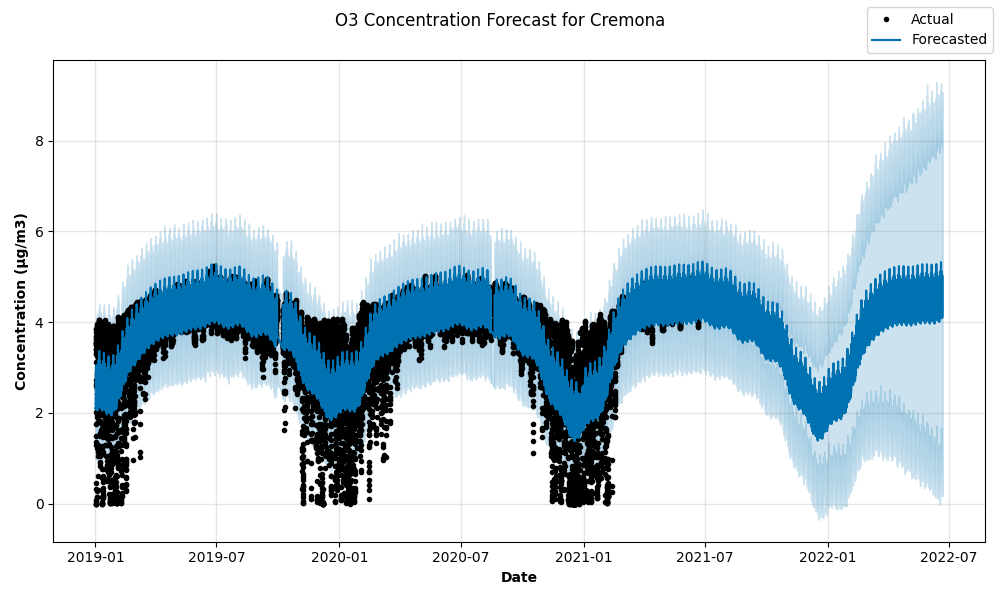 O3 Concentration Forecast for Cremona
Actual
Forecasted
Concentration (μg/m3)
8
6
4
2
0
2019-01 2019-07 2020-01 2020-07 2021-01 2021-07 2022-01 2022-07
Date